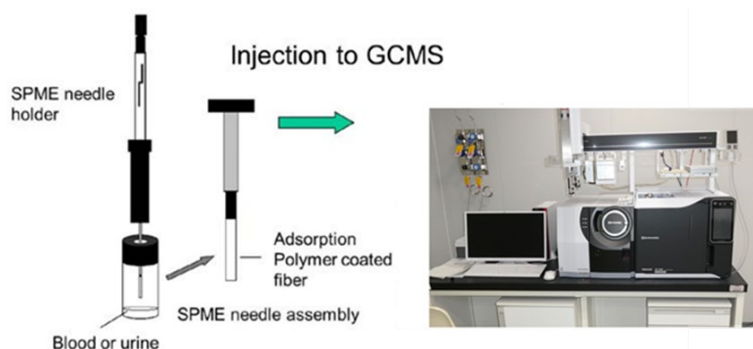 Injection to GCMS
SPME needle
holder
Adsorption
Polymer coated
fiber
SPME needle assembly
Blood or urine